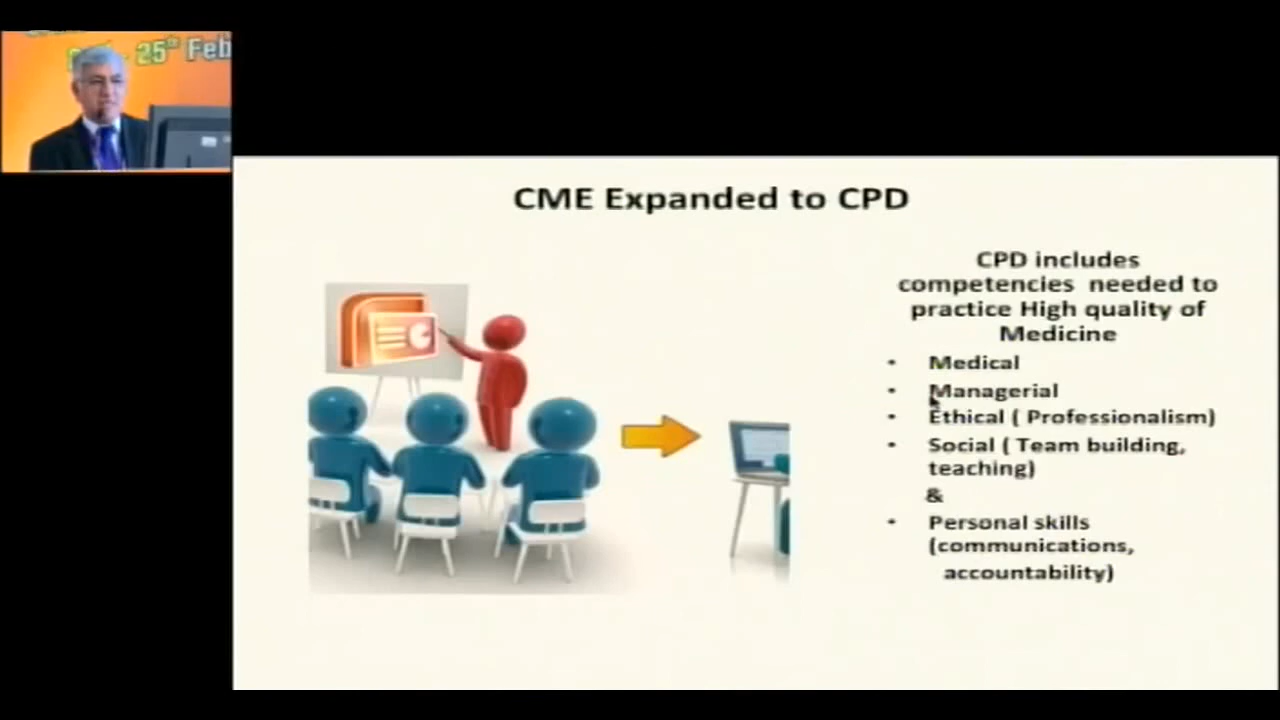 25th Feb
CME Expanded to CPD
CPD includes
competencies needed to
practice High quality of
Medicine
• Medical
• Managerial
• Ethical ( Professionalism)
• Social ( Team building,
teaching)
&
• Personal skills
(communications,
accountability)